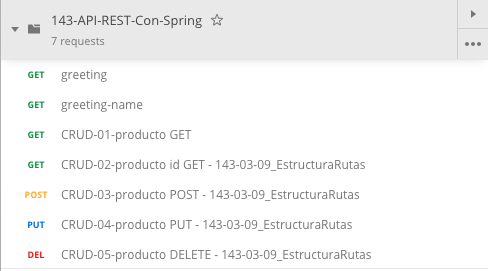 143-API-REST-Con-Spring
7 requests
GET greeting
GET greeting-name
GET CRUD-01-producto GET
GET CRUD-02-producto id GET - 143-03-09_EstructuraRutas
POST CRUD-03-producto POST - 143-03-09_EstructuraRutas
PUT CRUD-04-producto PUT - 143-03-09_EstructuraRutas
DEL CRUD-05-producto DELETE - 143-03-09_EstructuraRutas